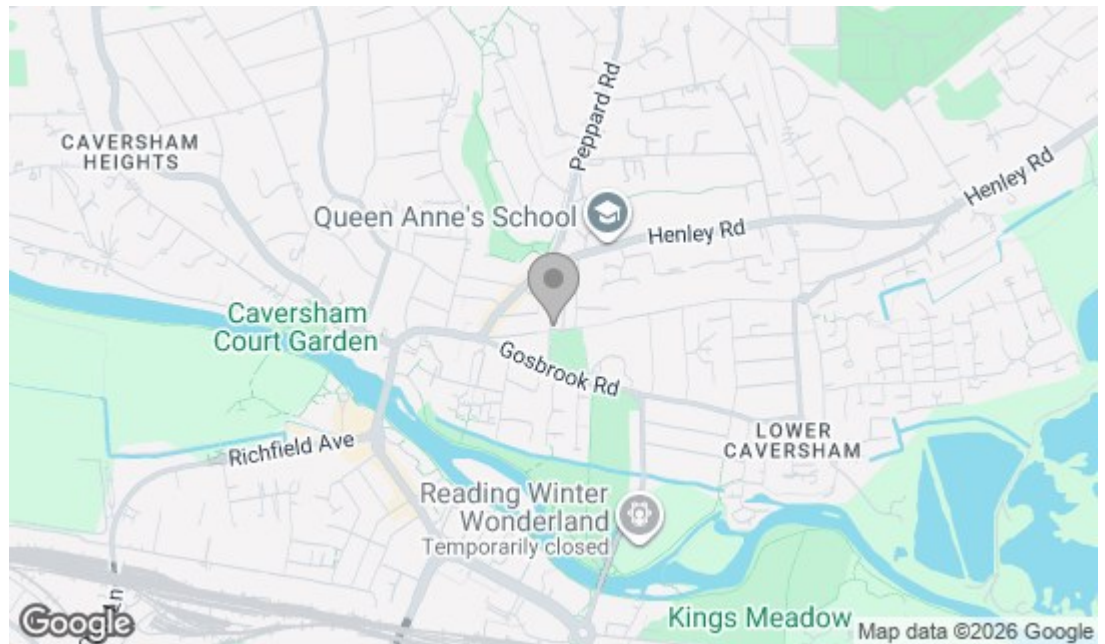 Peppard Rd
CAVERSHAM
HEIGHTS
Henley Rd
Queen Anne's School
Henley Rd
Caversham
Court Garden
Gosbrook Rd
LOWER
CAVERSHAM
Richfield Ave
Reading Winter
Wonderland
Temporarily closed
Kings Meadow
Google
Map data ©2026 Google